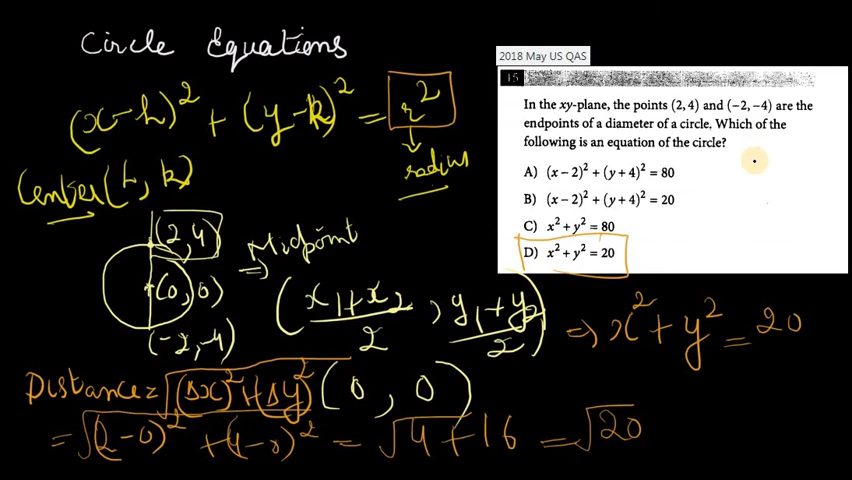 Circle Equations
(x-h)² + (y-k)² = r²
radius
Center(h, k)
(2,4)
(0,0)
(-2,-4)
=> Midpoint
(x₁+x₂/2 , y₁+y₂/2)
(0, 0)
=> x² + y² = 20
Distance = √(Δx)²+(Δy)²
= √(2-0)² + (4-0)² = √4+16 = √20
2018 May US QAS
15
In the xy-plane, the points (2, 4) and (−2, −4) are the
endpoints of a diameter of a circle. Which of the
following is an equation of the circle?
A) (x − 2)² + (y + 4)² = 80
B) (x − 2)² + (y + 4)² = 20
C) x² + y² = 80
D) x² + y² = 20